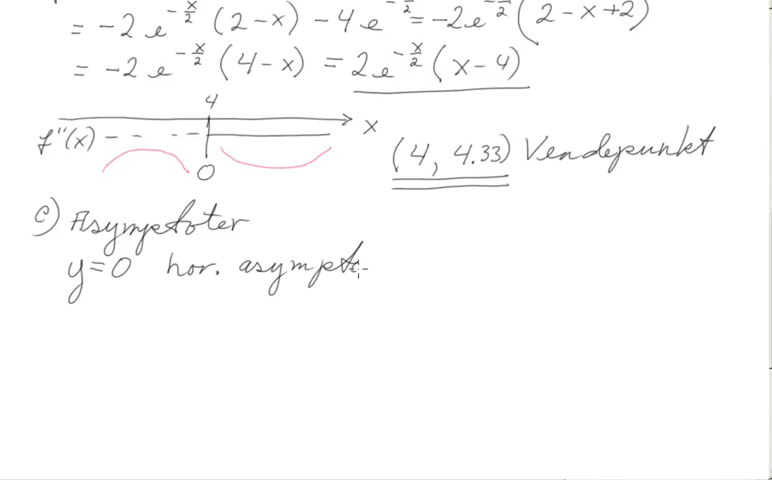 = -2e^{-x/2} (2-x) - 4e^{-x/2} = -2e^{-x/2} (2-x+2)
= -2e^{-x/2} (4-x) = 2e^{-x/2} (x-4)
4
f''(x) - - - - x
0
(4, 4.33) Vendepunkt
c) Asymptoter
y=0 hor. asympto